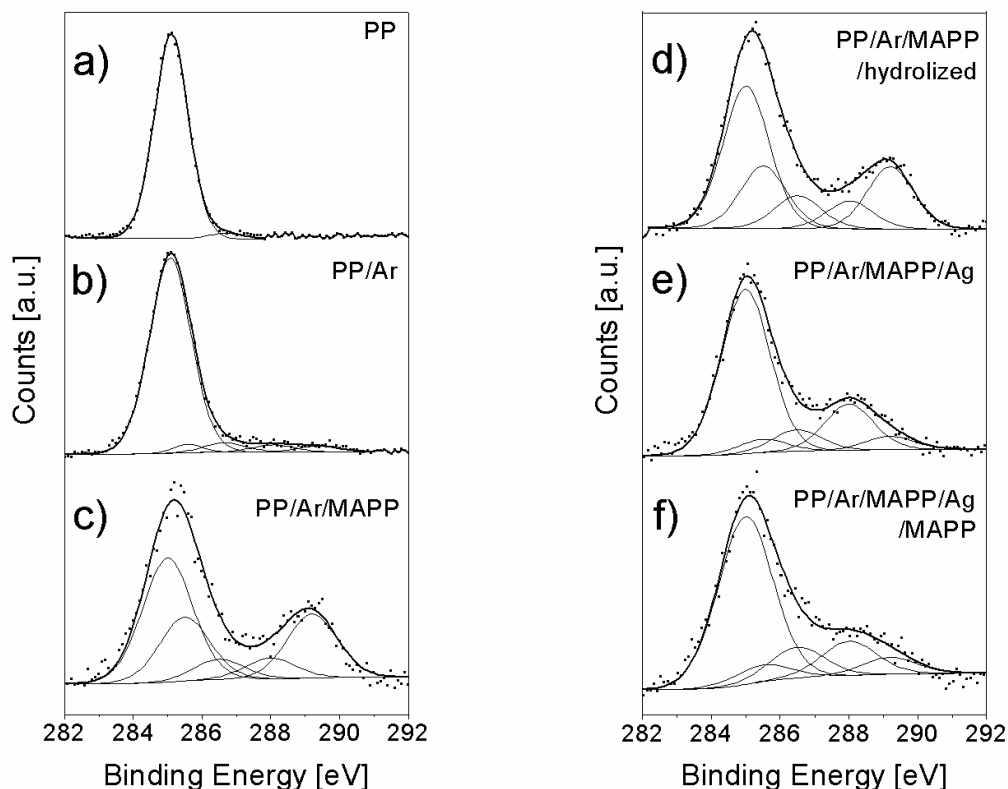 a)
PP
b)
PP/Ar
c)
PP/Ar/MAPP
Counts [a.u.]
282 284 286 288 290 292
Binding Energy [eV]
d)
PP/Ar/MAPP
/hydrolized
e)
PP/Ar/MAPP/Ag
f)
PP/Ar/MAPP/Ag
/MAPP
Counts [a.u.]
282 284 286 288 290 292
Binding Energy [eV]